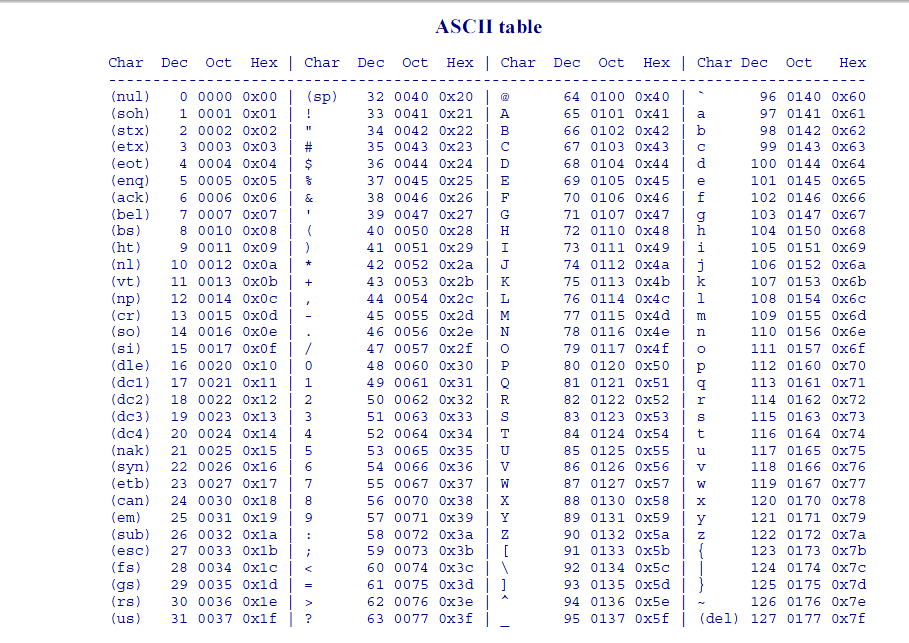 ASCII table
Char  Dec  Oct  Hex | Char  Dec  Oct  Hex | Char  Dec  Oct  Hex | Char Dec  Oct   Hex
---------------------------------------------------------------------------------------
(nul)   0 0000 0x00 | (sp)   32 0040 0x20 | @      64 0100 0x40 | `      96 0140 0x60
(soh)   1 0001 0x01 | !      33 0041 0x21 | A      65 0101 0x41 | a      97 0141 0x61
(stx)   2 0002 0x02 | "      34 0042 0x22 | B      66 0102 0x42 | b      98 0142 0x62
(etx)   3 0003 0x03 | #      35 0043 0x23 | C      67 0103 0x43 | c      99 0143 0x63
(eot)   4 0004 0x04 | $      36 0044 0x24 | D      68 0104 0x44 | d     100 0144 0x64
(enq)   5 0005 0x05 | %      37 0045 0x25 | E      69 0105 0x45 | e     101 0145 0x65
(ack)   6 0006 0x06 | &      38 0046 0x26 | F      70 0106 0x46 | f     102 0146 0x66
(bel)   7 0007 0x07 | '      39 0047 0x27 | G      71 0107 0x47 | g     103 0147 0x67
(bs)    8 0010 0x08 | (      40 0050 0x28 | H      72 0110 0x48 | h     104 0150 0x68
(ht)    9 0011 0x09 | )      41 0051 0x29 | I      73 0111 0x49 | i     105 0151 0x69
(nl)   10 0012 0x0a | *      42 0052 0x2a | J      74 0112 0x4a | j     106 0152 0x6a
(vt)   11 0013 0x0b | +      43 0053 0x2b | K      75 0113 0x4b | k     107 0153 0x6b
(np)   12 0014 0x0c | ,      44 0054 0x2c | L      76 0114 0x4c | l     108 0154 0x6c
(cr)   13 0015 0x0d | -      45 0055 0x2d | M      77 0115 0x4d | m     109 0155 0x6d
(so)   14 0016 0x0e | .      46 0056 0x2e | N      78 0116 0x4e | n     110 0156 0x6e
(si)   15 0017 0x0f | /      47 0057 0x2f | O      79 0117 0x4f | o     111 0157 0x6f
(dle)  16 0020 0x10 | 0      48 0060 0x30 | P      80 0120 0x50 | p     112 0160 0x70
(dc1)  17 0021 0x11 | 1      49 0061 0x31 | Q      81 0121 0x51 | q     113 0161 0x71
(dc2)  18 0022 0x12 | 2      50 0062 0x32 | R      82 0122 0x52 | r     114 0162 0x72
(dc3)  19 0023 0x13 | 3      51 0063 0x33 | S      83 0123 0x53 | s     115 0163 0x73
(dc4)  20 0024 0x14 | 4      52 0064 0x34 | T      84 0124 0x54 | t     116 0164 0x74
(nak)  21 0025 0x15 | 5      53 0065 0x35 | U      85 0125 0x55 | u     117 0165 0x75
(syn)  22 0026 0x16 | 6      54 0066 0x36 | V      86 0126 0x56 | v     118 0166 0x76
(etb)  23 0027 0x17 | 7      55 0067 0x37 | W      87 0127 0x57 | w     119 0167 0x77
(can)  24 0030 0x18 | 8      56 0070 0x38 | X      88 0130 0x58 | x     120 0170 0x78
(em)   25 0031 0x19 | 9      57 0071 0x39 | Y      89 0131 0x59 | y     121 0171 0x79
(sub)  26 0032 0x1a | :      58 0072 0x3a | Z      90 0132 0x5a | z     122 0172 0x7a
(esc)  27 0033 0x1b | ;      59 0073 0x3b | [      91 0133 0x5b | {     123 0173 0x7b
(fs)   28 0034 0x1c | <      60 0074 0x3c | \      92 0134 0x5c | |     124 0174 0x7c
(gs)   29 0035 0x1d | =      61 0075 0x3d | ]      93 0135 0x5d | }     125 0175 0x7d
(rs)   30 0036 0x1e | >      62 0076 0x3e | ^      94 0136 0x5e | ~     126 0176 0x7e
(us)   31 0037 0x1f | ?      63 0077 0x3f | _      95 0137 0x5f | (del) 127 0177 0x7f